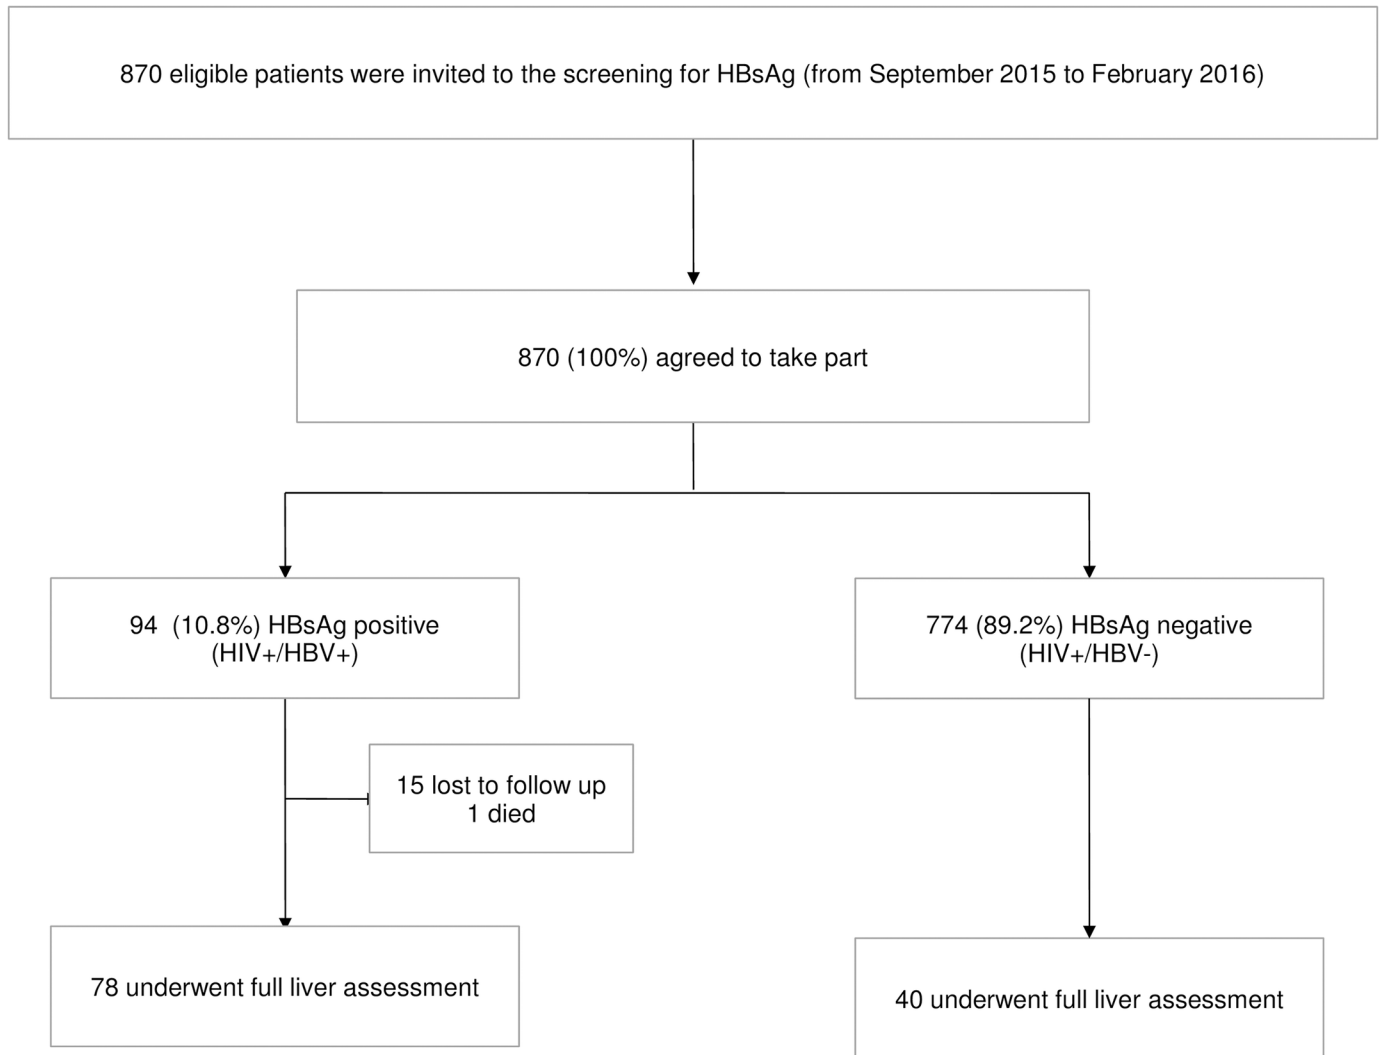 870 eligible patients were invited to the screening for HBsAg (from September 2015 to February 2016)
870 (100%) agreed to take part
94 (10.8%) HBsAg positive
(HIV+/HBV+)
774 (89.2%) HBsAg negative
(HIV+/HBV-)
15 lost to follow up
1 died
78 underwent full liver assessment
40 underwent full liver assessment